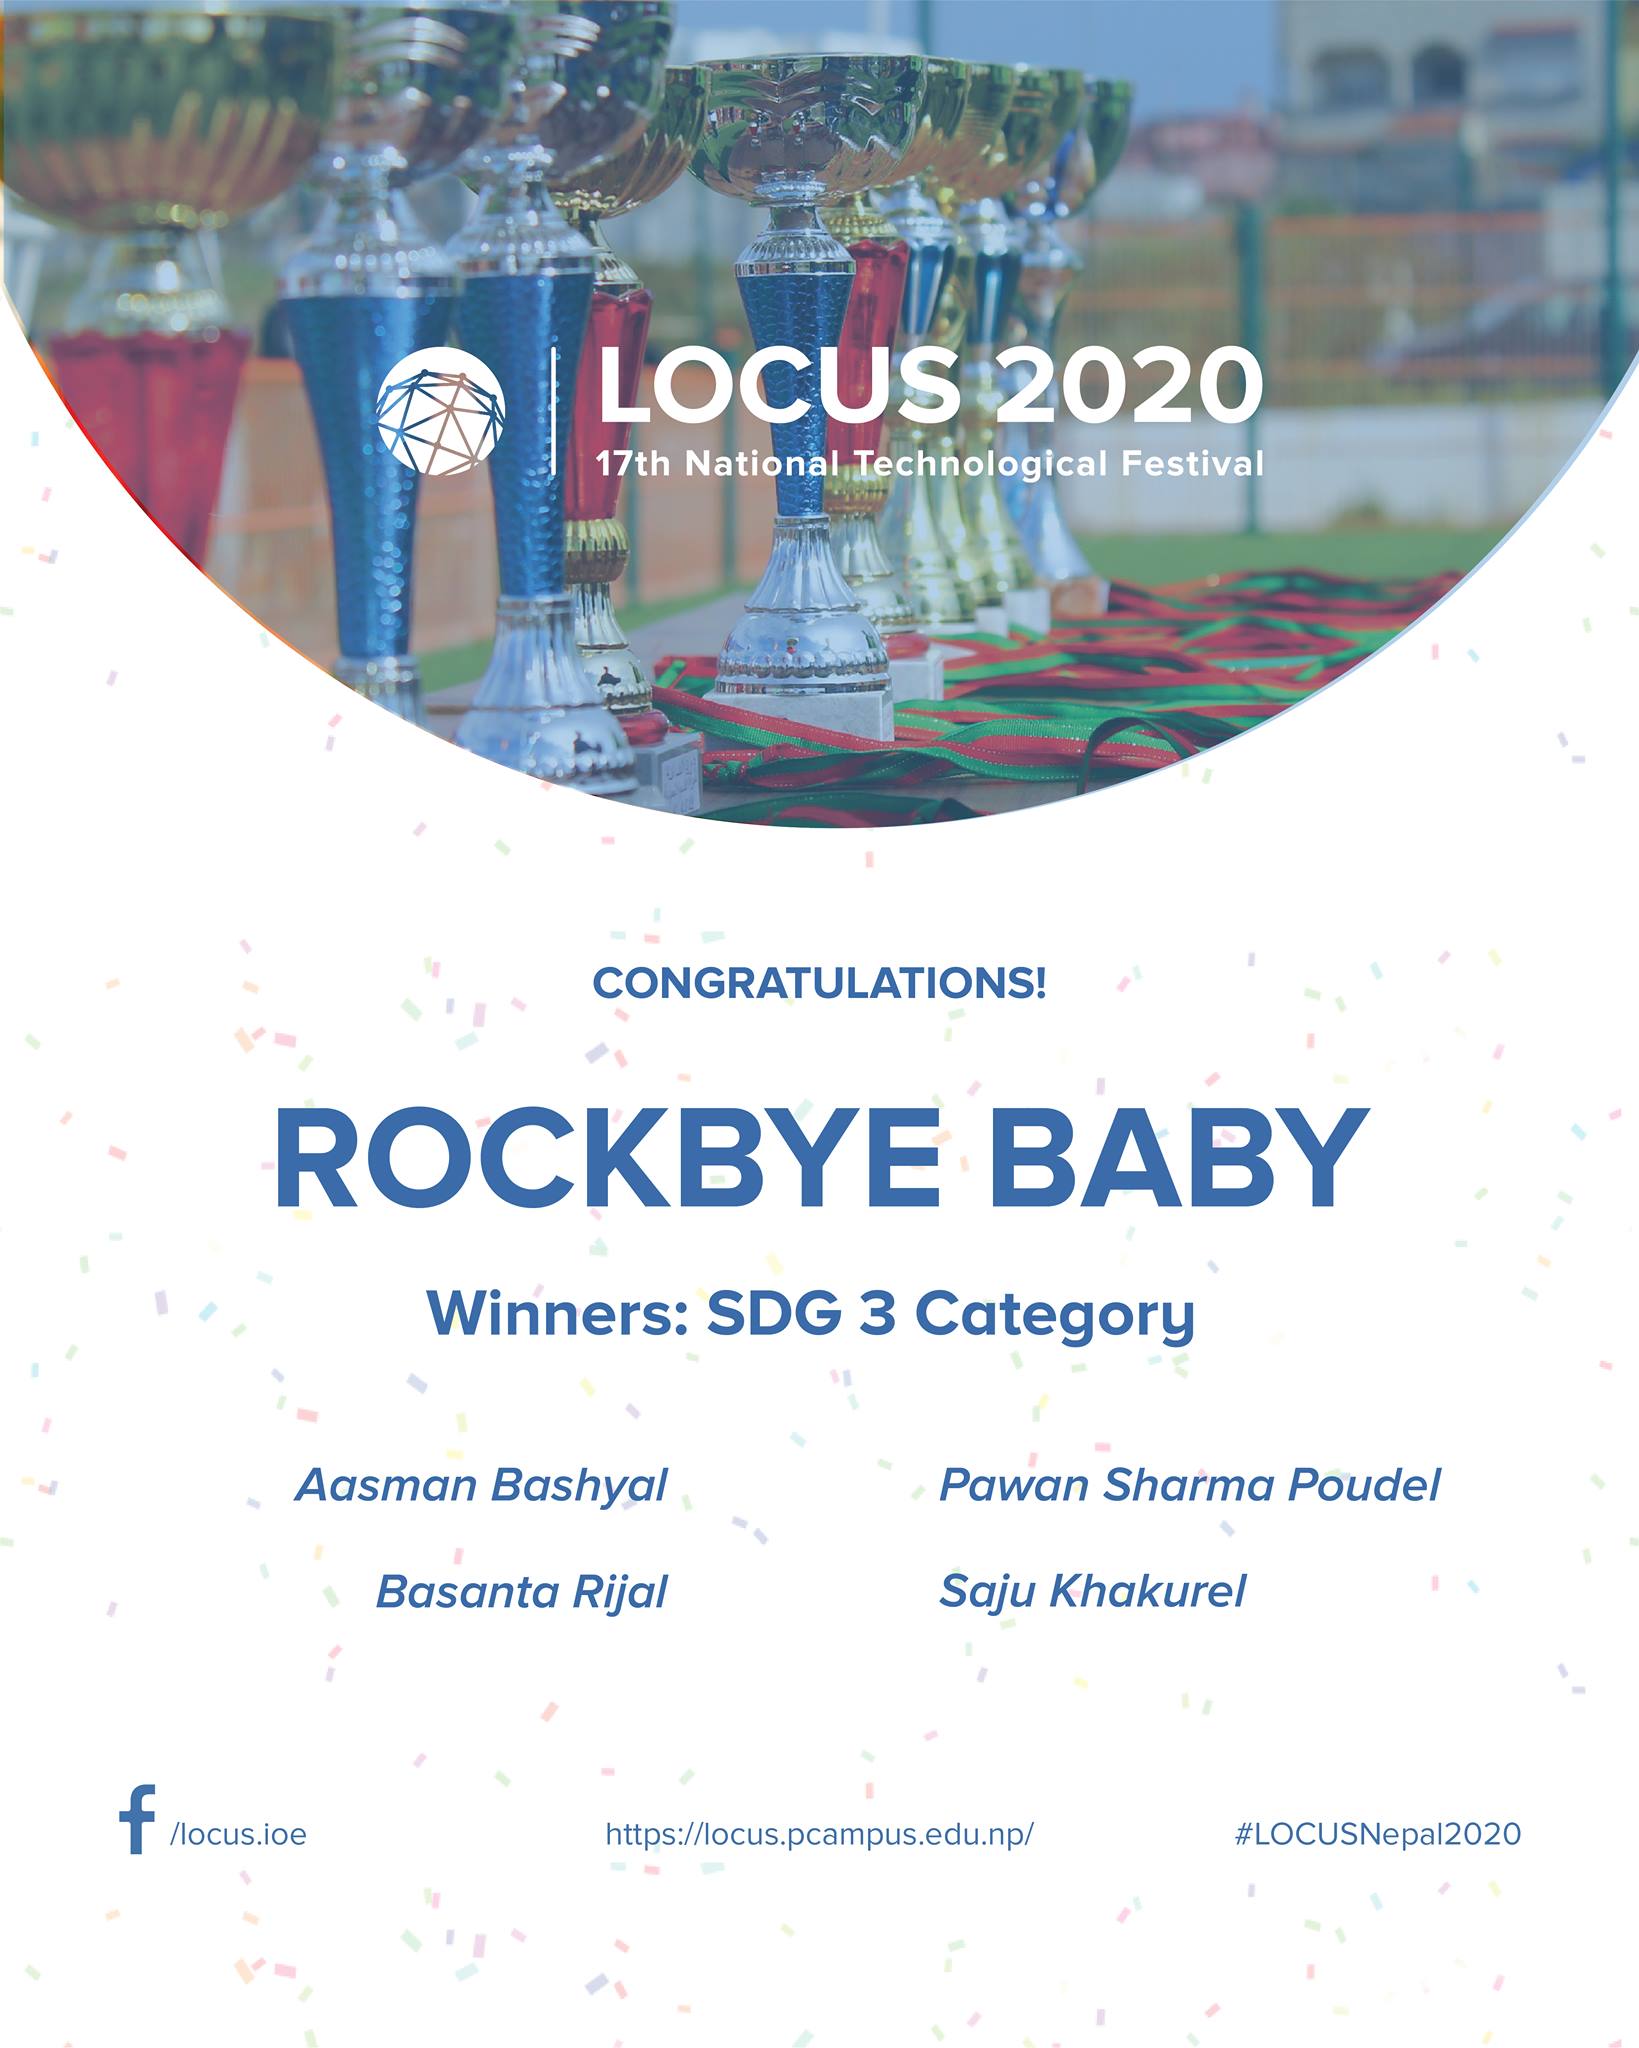 LOCUS 2020
17th National Technological Festival
CONGRATULATIONS!
ROCKBYE BABY
Winners: SDG 3 Category
Aasman Bashyal
Pawan Sharma Poudel
Basanta Rijal
Saju Khakurel
/locus.ioe
https://locus.pcampus.edu.np/
#LOCUSNepal2020